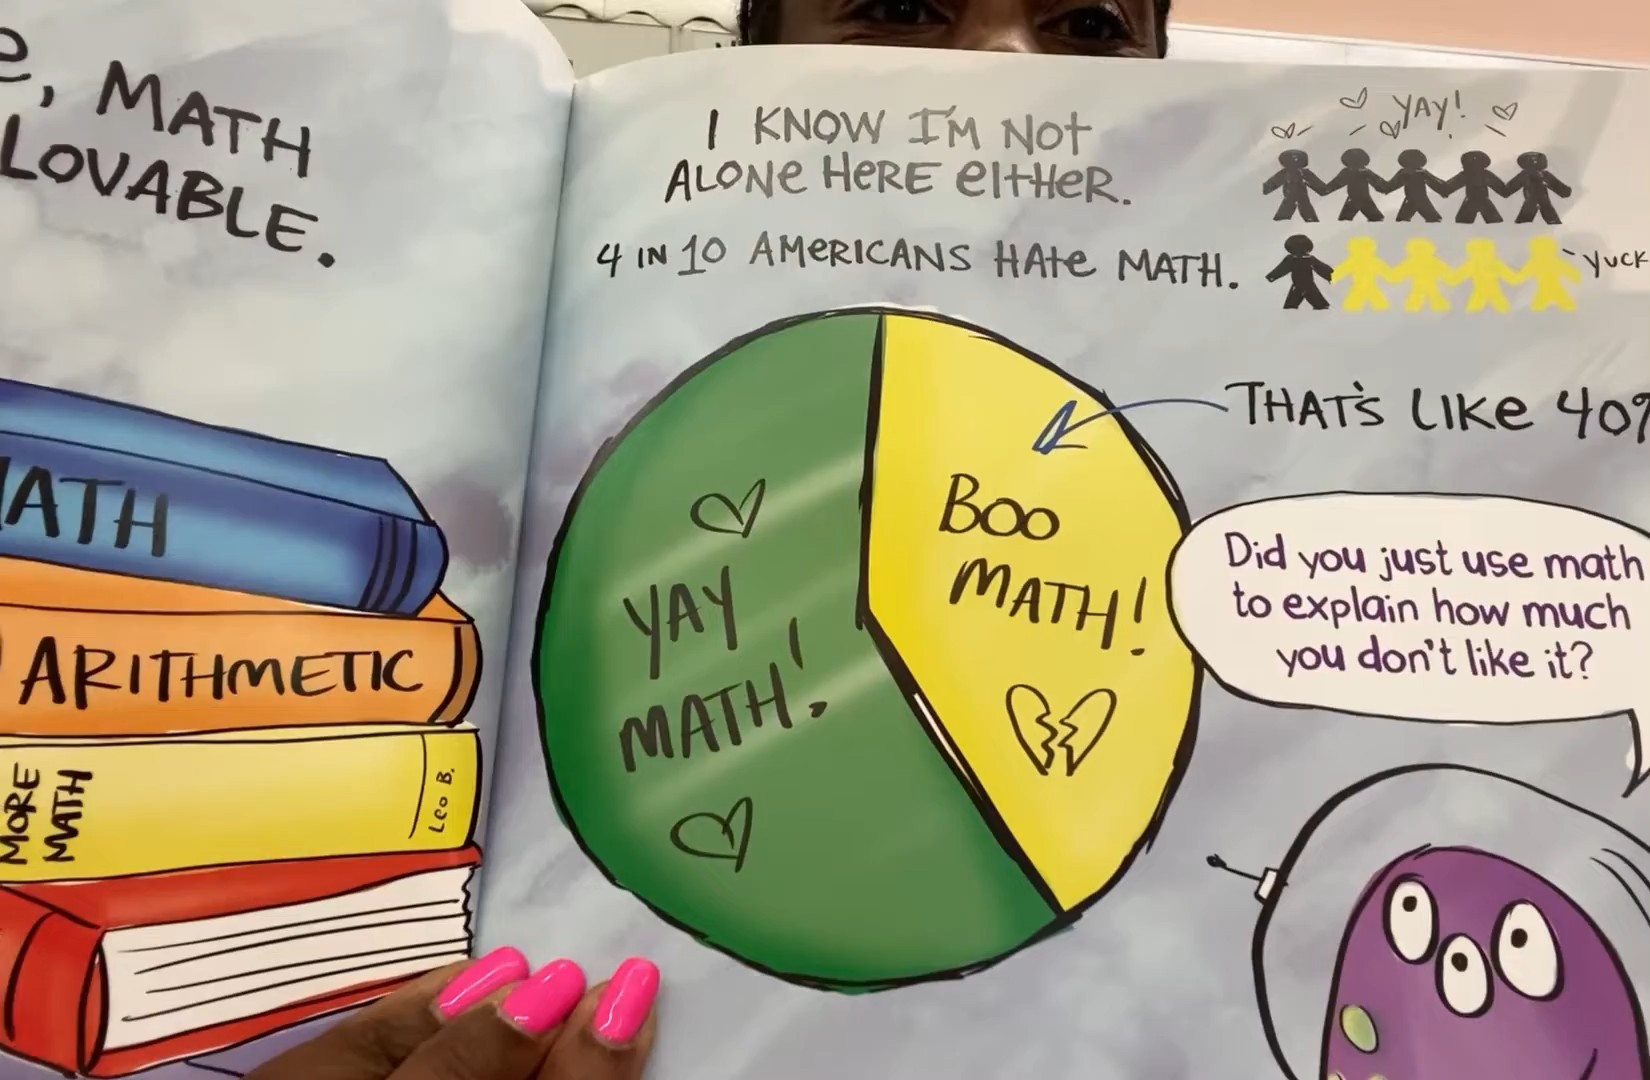 MATH
LOVABLE.
MATH
ARITHMETIC
MORE
MATH
Leo B.
I KNOW I'M NOT
ALONE HERE EITHER.
4 IN 10 AMERICANS HATE MATH.
YAY!
YUCK
THAT'S LIKE 40%
YAY
MATH!
BOO
MATH!
Did you just use math
to explain how much
you don't like it?